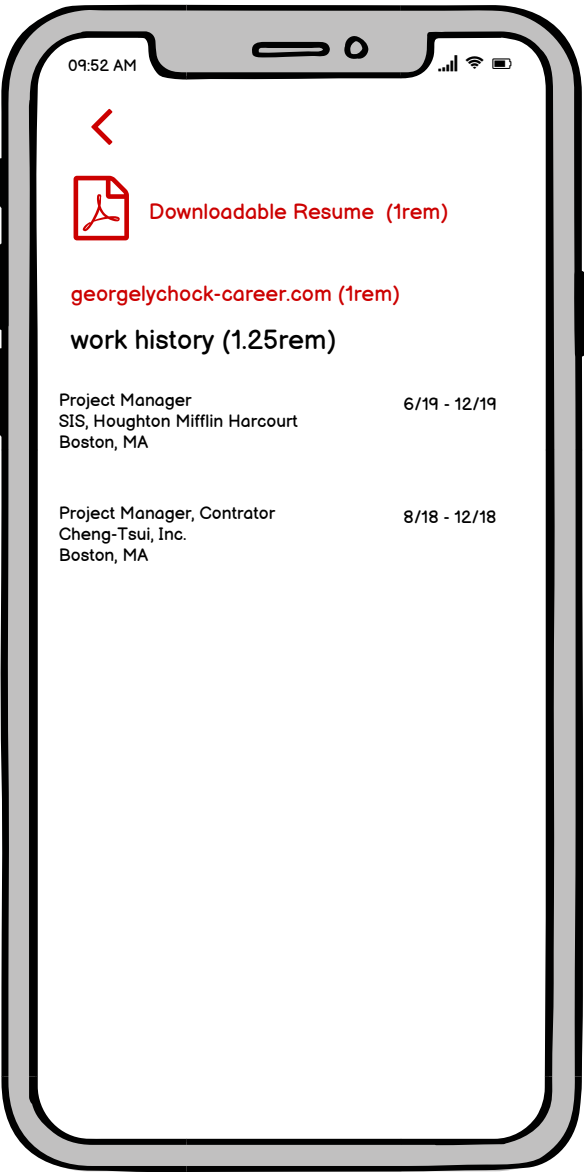 09:52 AM
Downloadable Resume (1rem)
georgelychock-career.com (1rem)
work history (1.25rem)
Project Manager
6/19 - 12/19
SIS, Houghton Mifflin Harcourt
Boston, MA
Project Manager, Contrator
8/18 - 12/18
Cheng-Tsui, Inc.
Boston, MA